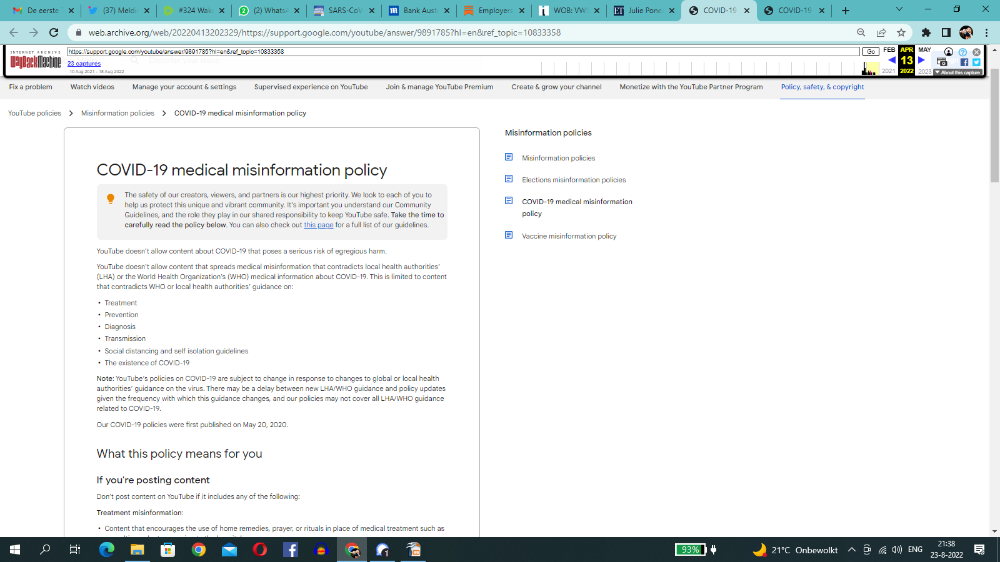 De eerste
(37) Meldin
#324 Wake
(2) WhatsA
SARS-CoV
Bank Aust
Employers
WOB: VWS
Julie Pones
COVID-19
COVID-19
web.archive.org/web/20220413202329/https://support.google.com/youtube/answer/9891785?hl=en&ref_topic=10833358
INTERNET ARCHIVE
WayBackMachine
https://support.google.com/youtube/answer/9891785?hl=en&ref_topic=10833358
Go
FEB
APR
MAY
23 captures
13
10 Aug 2021 - 18 Aug 2022
2021
2022
2023
About this capture
Fix a problem
Watch videos
Manage your account & settings
Supervised experience on YouTube
Join & manage YouTube Premium
Create & grow your channel
Monetize with the YouTube Partner Program
Policy, safety, & copyright
YouTube policies
Misinformation policies
COVID-19 medical misinformation policy
COVID-19 medical misinformation policy
The safety of our creators, viewers, and partners is our highest priority. We look to each of you to
help us protect this unique and vibrant community. It's important you understand our Community
Guidelines, and the role they play in our shared responsibility to keep YouTube safe. Take the time to
carefully read the policy below. You can also check out this page for a full list of our guidelines.
YouTube doesn't allow content about COVID-19 that poses a serious risk of egregious harm.
YouTube doesn't allow content that spreads medical misinformation that contradicts local health authorities'
(LHA) or the World Health Organization's (WHO) medical information about COVID-19. This is limited to content
that contradicts WHO or local health authorities' guidance on:
• Treatment
• Prevention
• Diagnosis
• Transmission
• Social distancing and self isolation guidelines
• The existence of COVID-19
Note: YouTube's policies on COVID-19 are subject to change in response to changes to global or local health
authorities' guidance on the virus. There may be a delay between new LHA/WHO guidance and policy updates
given the frequency with which this guidance changes, and our policies may not cover all LHA/WHO guidance
related to COVID-19.
Our COVID-19 policies were first published on May 20, 2020.
What this policy means for you
If you're posting content
Don't post content on YouTube if it includes any of the following:
Treatment misinformation:
• Content that encourages the use of home remedies, prayer, or rituals in place of medical treatment such as
Misinformation policies
Misinformation policies
Elections misinformation policies
COVID-19 medical misinformation
policy
Vaccine misinformation policy
93%
21°C Onbewolkt
ENG
21:38
23-8-2022